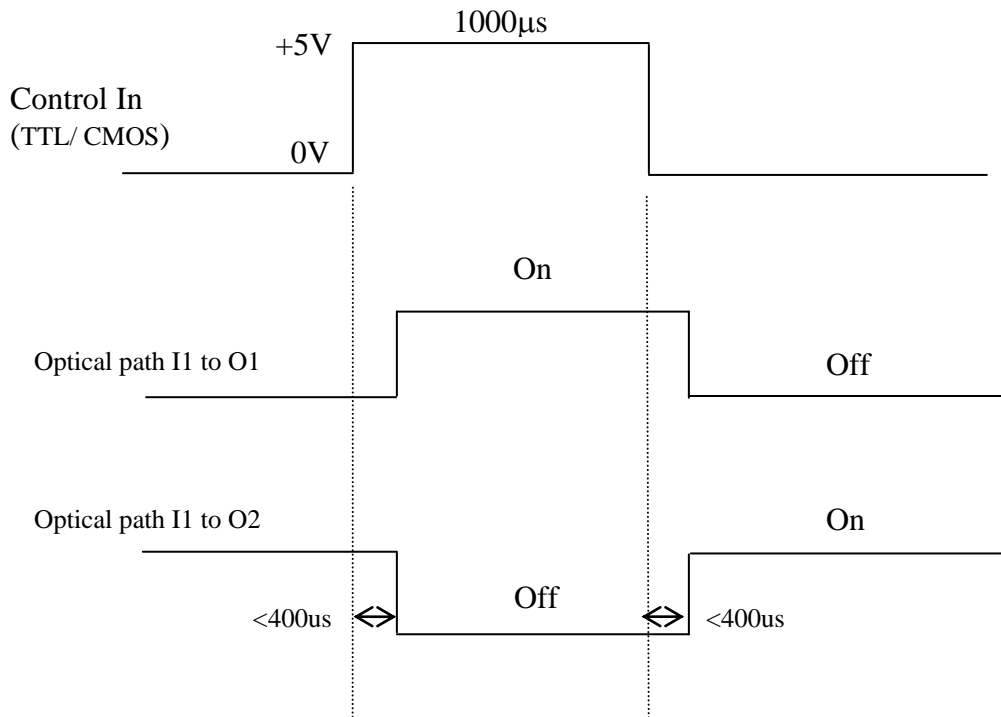 1000μs
+5V
Control In
(TTL/ CMOS)
0V
On
Optical path I1 to O1
Off
Optical path I1 to O2
On
Off
<400us
<400us